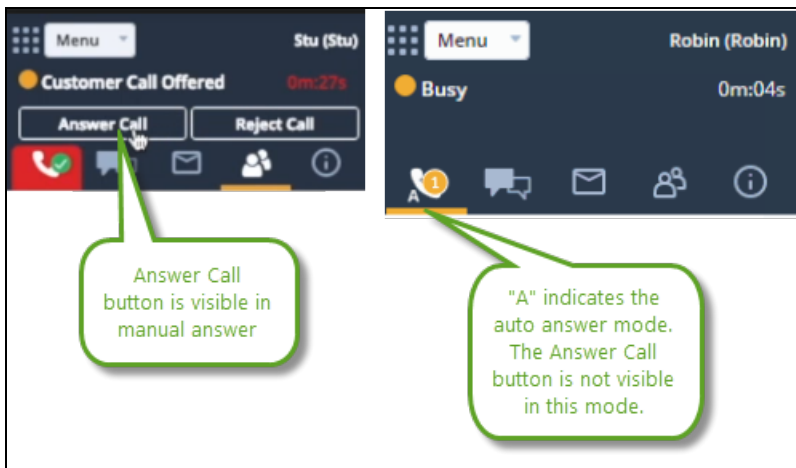 Menu
Stu (Stu)
Customer Call Offered
0m:27s
Answer Call
Reject Call
Answer Call
button is visible in
manual answer
Menu
Robin (Robin)
Busy
0m:04s
A
1
"A" indicates the
auto answer mode.
The Answer Call
button is not visible
in this mode.